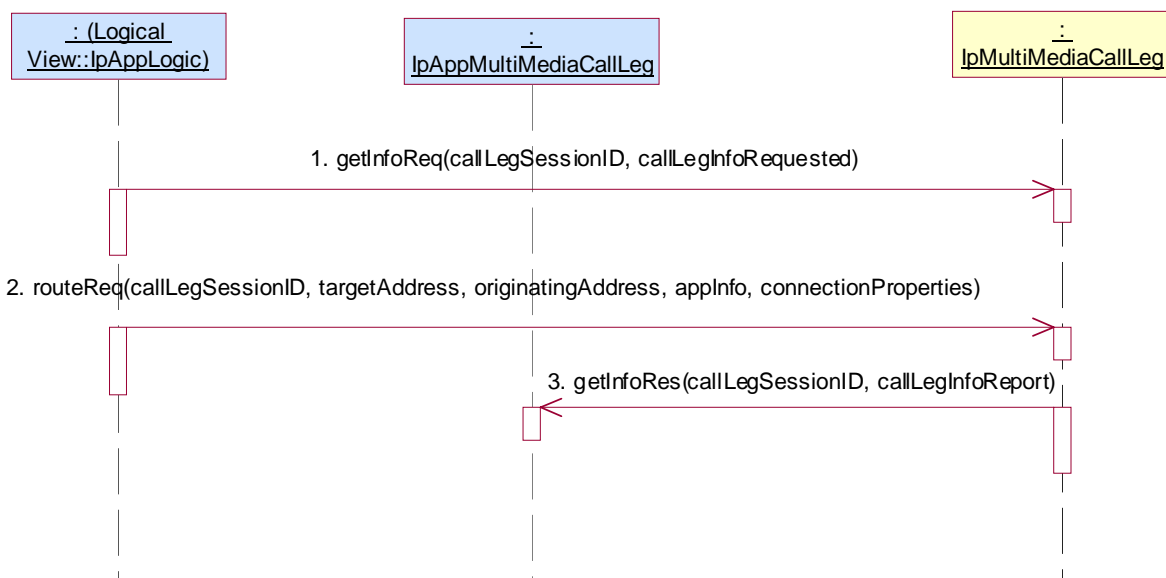 : (Logical
View::IpAppLogic)
:
IpAppMultiMediaCallLeg
:
IpMultiMediaCallLeg
1. getInfoReq(callLegSessionID, callLegInfoRequested)
2. routeReq(callLegSessionID, targetAddress, originatingAddress, appInfo, connectionProperties)
3. getInfoRes(callLegSessionID, callLegInfoReport)